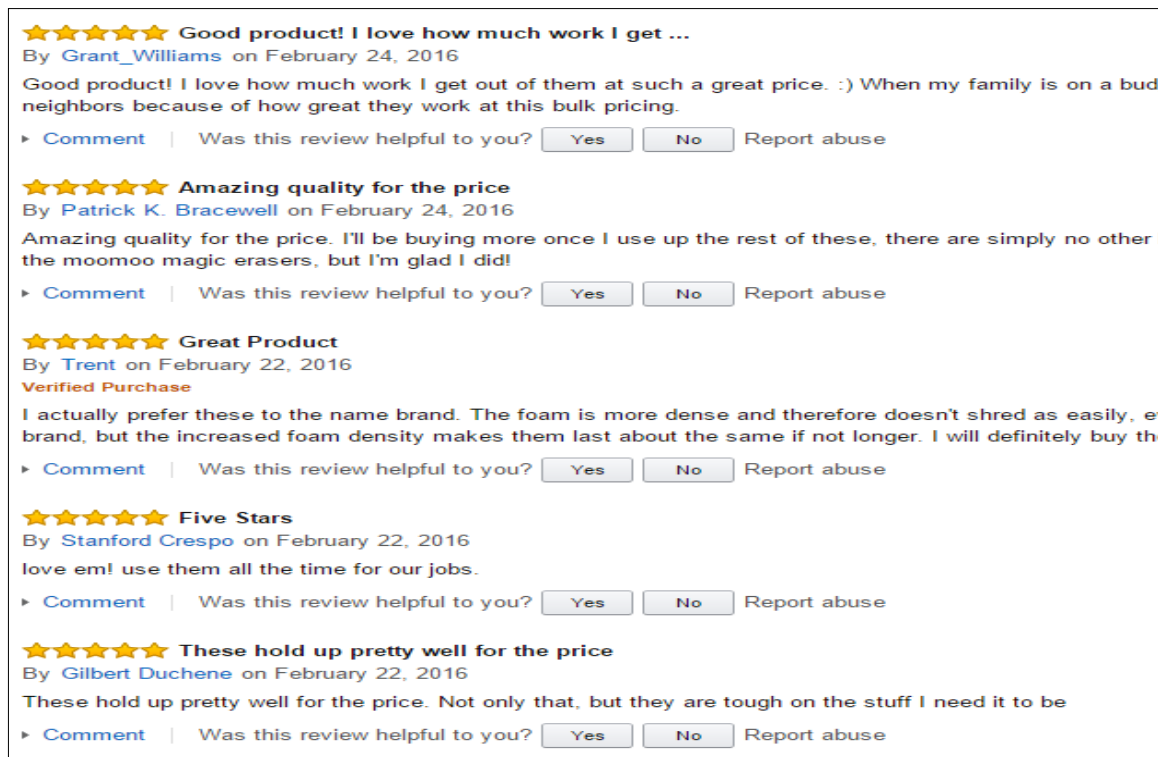 Good product! I love how much work I get ...
By Grant_Williams on February 24, 2016
Good product! I love how much work I get out of them at such a great price. :) When my family is on a bud
neighbors because of how great they work at this bulk pricing.
Comment | Was this review helpful to you? Yes No Report abuse
Amazing quality for the price
By Patrick K. Bracewell on February 24, 2016
Amazing quality for the price. I'll be buying more once I use up the rest of these, there are simply no other
the moomoo magic erasers, but I'm glad I did!
Comment | Was this review helpful to you? Yes No Report abuse
Great Product
By Trent on February 22, 2016
Verified Purchase
I actually prefer these to the name brand. The foam is more dense and therefore doesn't shred as easily, e
brand, but the increased foam density makes them last about the same if not longer. I will definitely buy th
Comment | Was this review helpful to you? Yes No Report abuse
Five Stars
By Stanford Crespo on February 22, 2016
love em! use them all the time for our jobs.
Comment | Was this review helpful to you? Yes No Report abuse
These hold up pretty well for the price
By Gilbert Duchene on February 22, 2016
These hold up pretty well for the price. Not only that, but they are tough on the stuff I need it to be
Comment | Was this review helpful to you? Yes No Report abuse